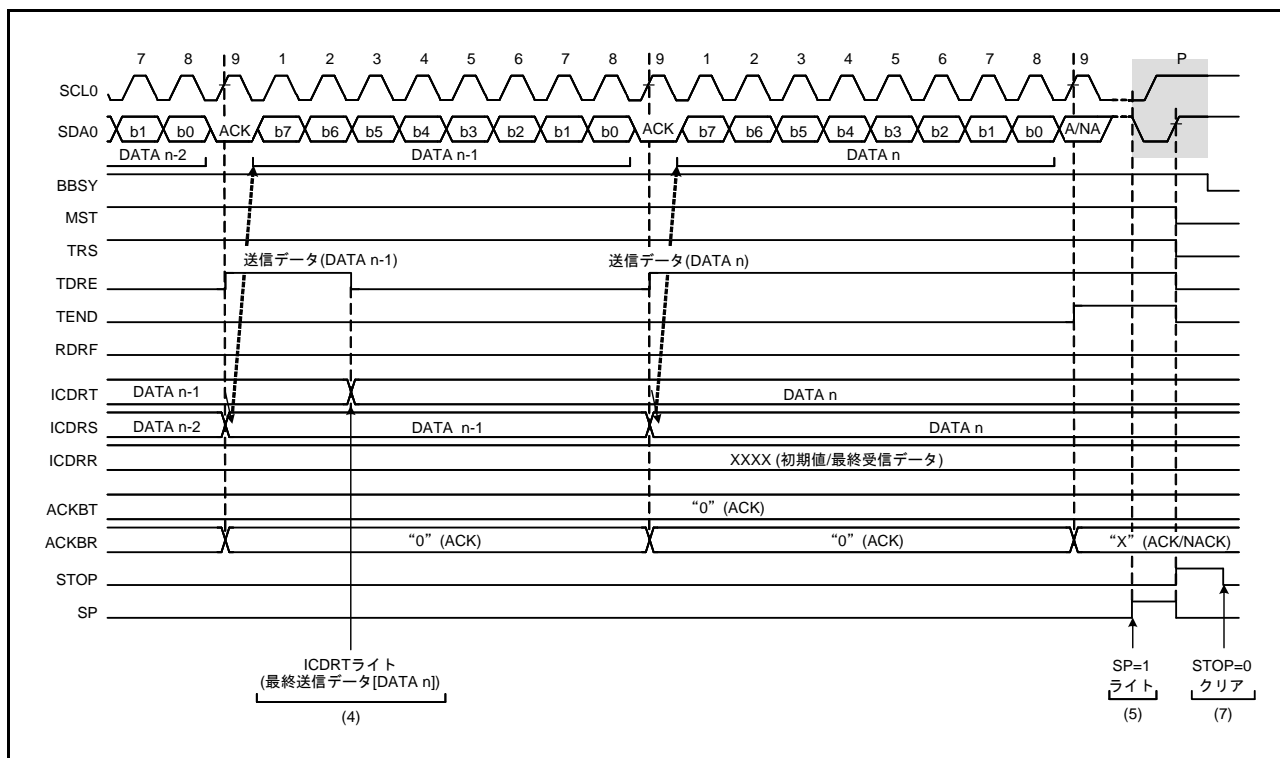 7 8 9 1 2 3 4 5 6 7 8 9 1 2 3 4 5 6 7 8 9 P
SCL0
SDA0 b1 b0 ACK b7 b6 b5 b4 b3 b2 b1 b0 ACK b7 b6 b5 b4 b3 b2 b1 b0 A/NA
DATA n-2 DATA n-1 DATA n
BBSY
MST
TRS
送信データ(DATA n-1) 送信データ(DATA n)
TDRE
TEND
RDRF
ICDRT DATA n-1 DATA n
ICDRS DATA n-2 DATA n-1 DATA n
ICDRR XXXX (初期値/最終受信データ)
ACKBT “0” (ACK)
ACKBR “0” (ACK) “0” (ACK) “X” (ACK/NACK)
STOP
SP
ICDRTライト
(最終送信データ[DATA n])
(4)
SP=1
ライト
(5)
STOP=0
クリア
(7)